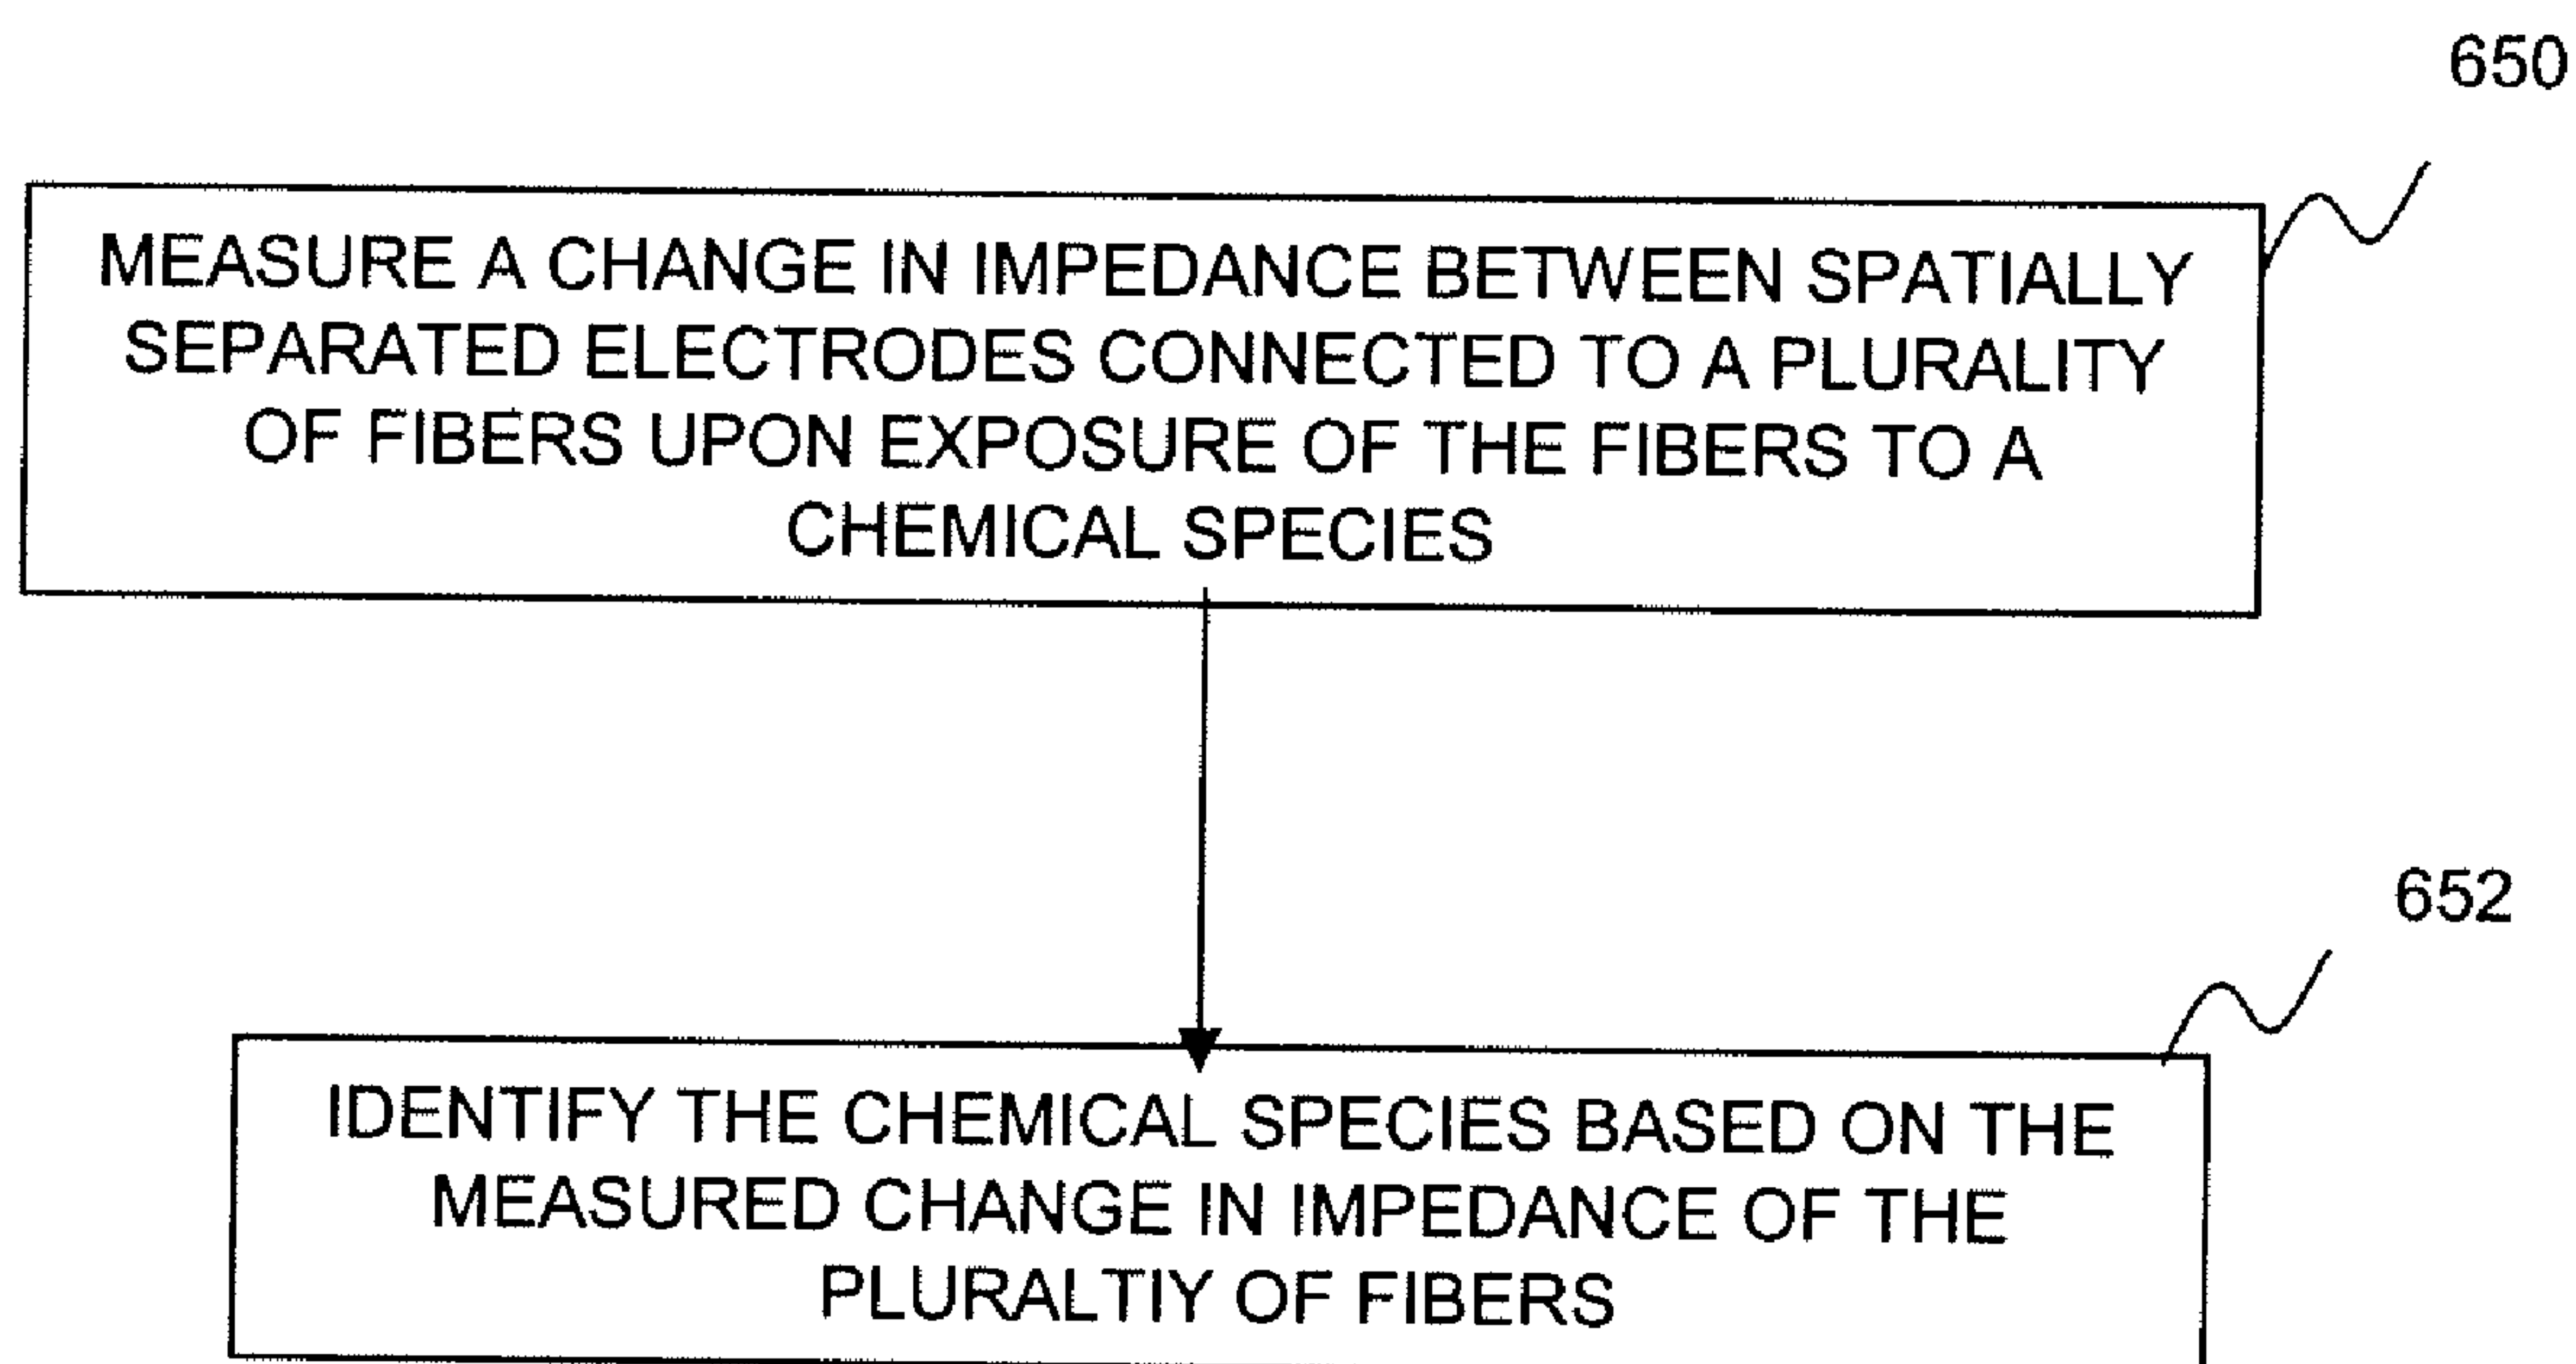 650
MEASURE A CHANGE IN IMPEDANCE BETWEEN SPATIALLY
SEPARATED ELECTRODES CONNECTED TO A PLURALITY
OF FIBERS UPON EXPOSURE OF THE FIBERS TO A
CHEMICAL SPECIES
652
IDENTIFY THE CHEMICAL SPECIES BASED ON THE
MEASURED CHANGE IN IMPEDANCE OF THE
PLURALTIY OF FIBERS